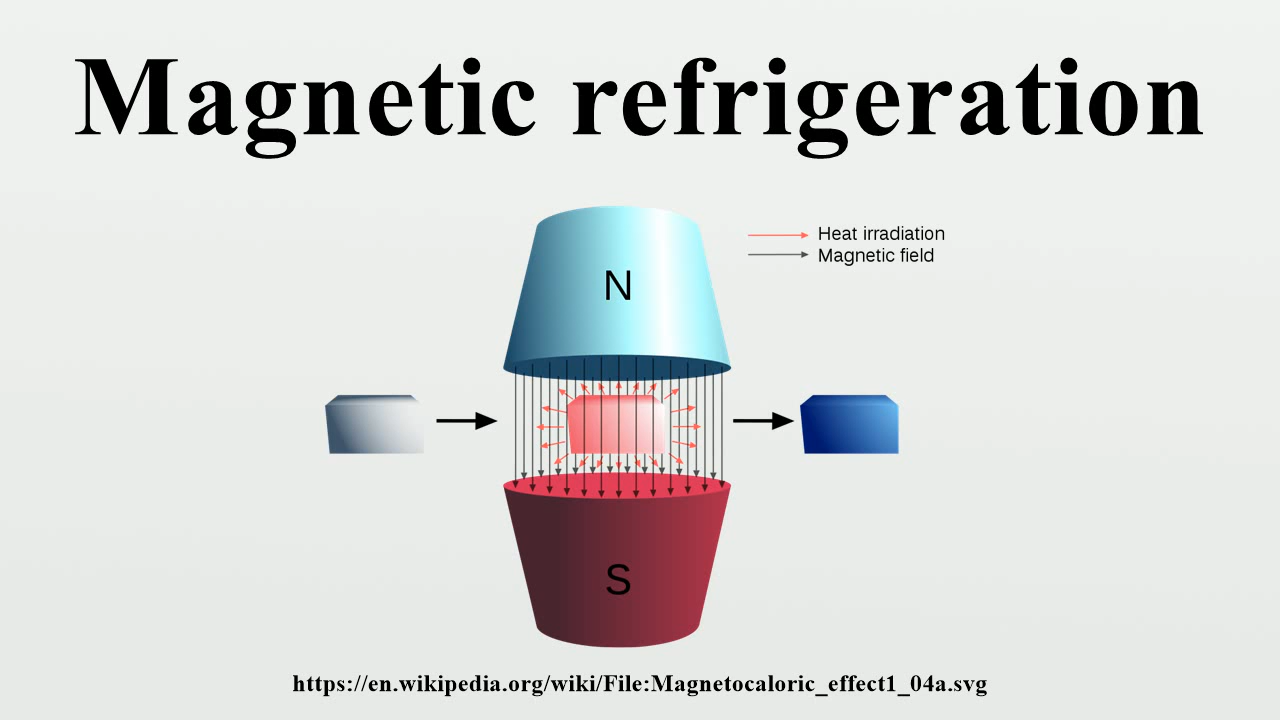 Magnetic refrigeration
N
Heat irradiation
Magnetic field
S
https://en.wikipedia.org/wiki/File:Magnetocaloric_effect1_04a.svg